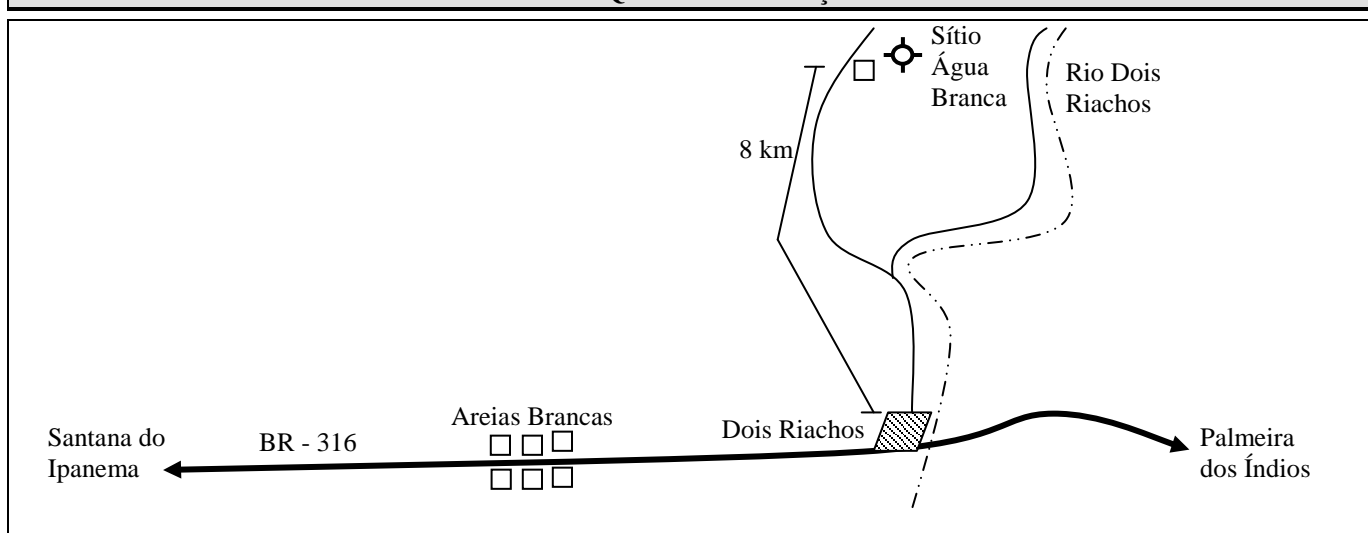 Sítio
Água
Branca
Rio Dois
Riachos
8 km
Areias Brancas
Santana do
Ipanema
BR - 316
Dois Riachos
Palmeira
dos Índios